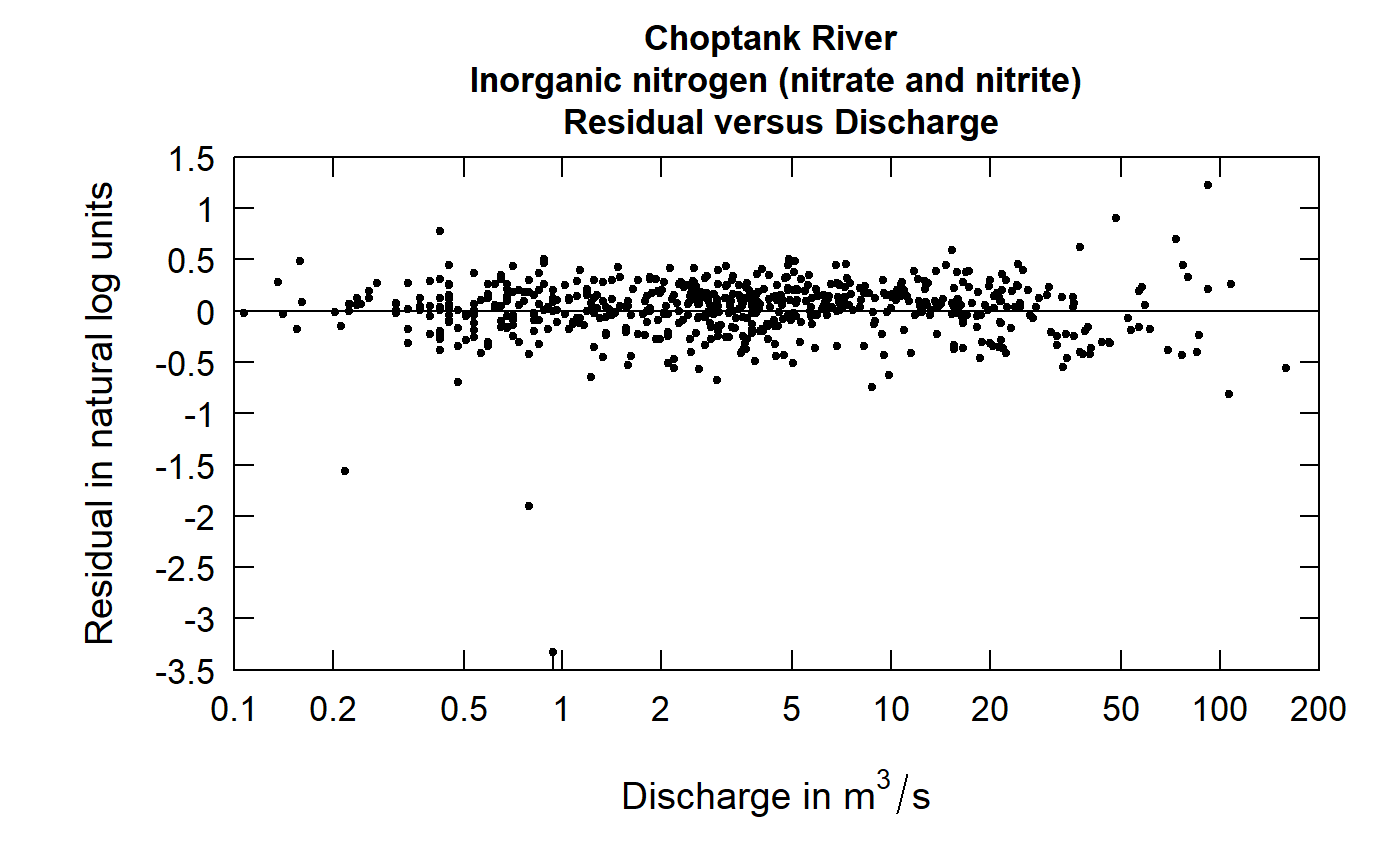 Choptank River
Inorganic nitrogen (nitrate and nitrite)
Residual versus Discharge
Residual in natural log units
1.5
1
0.5
0
-0.5
-1
-1.5
-2
-2.5
-3
-3.5
0.1 0.2 0.5 1 2 5 10 20 50 100 200
Discharge in m³/s